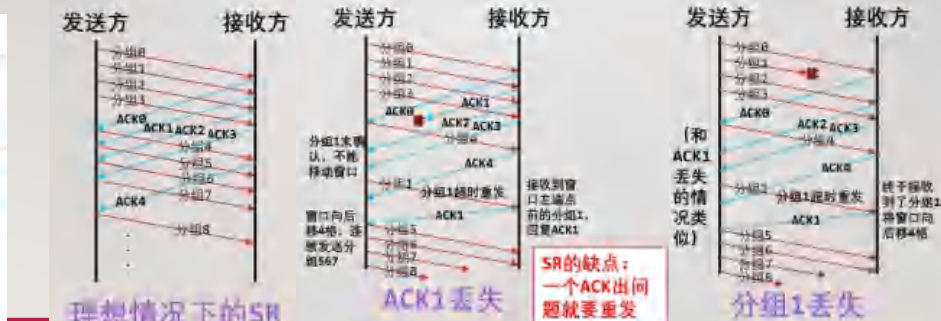 发送方
接收方
分组0
分组1
分组2
分组3
ACK0
ACK1
ACK2
ACK3
分组4
分组5
分组6
分组7
ACK4
分组8
理想情况下的SR
发送方
接收方
分组0
分组1
分组2
分组3
ACK0
ACK1
ACK2
ACK3
分组4
分组1未确
认，不能
移动窗口
ACK4
分组1
分组1超时重发
接收到窗
口左端点
前的分组1，
回复ACK1
ACK1
窗口向后
移4格，连
续发送分
组567
分组5
分组6
分组7
分组8
ACK1丢失
SR的缺点：
一个ACK出问
题就要重发
发送方
接收方
分组0
分组1
分组2
分组3
ACK0
ACK2
ACK3
分组4
(和
ACK1
丢失
的情
况类
似)
ACK4
分组1
分组1超时重发
终于接收
到了分组1
将窗口向
后移4格
ACK1
分组5
分组6
分组7
分组8
分组1丢失